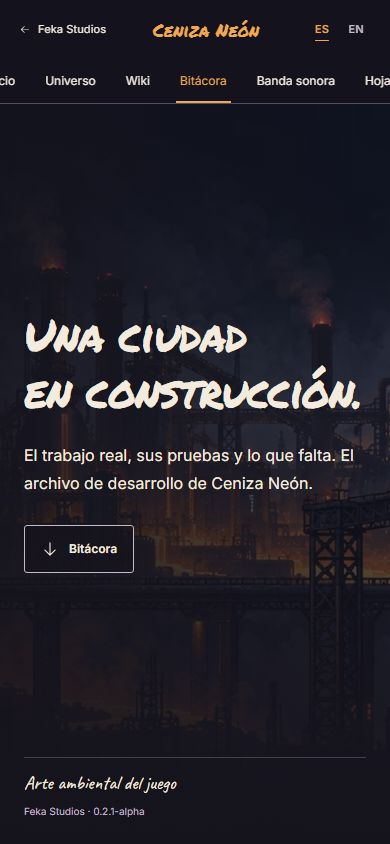 ← Feka Studios
Ceniza Neón
ES EN
cio Universo Wiki Bitácora Banda sonora Hoja
Una ciudad
en construcción.
El trabajo real, sus pruebas y lo que falta. El
archivo de desarrollo de Ceniza Neón.
↓ Bitácora
Arte ambiental del juego
Feka Studios · 0.2.1-alpha